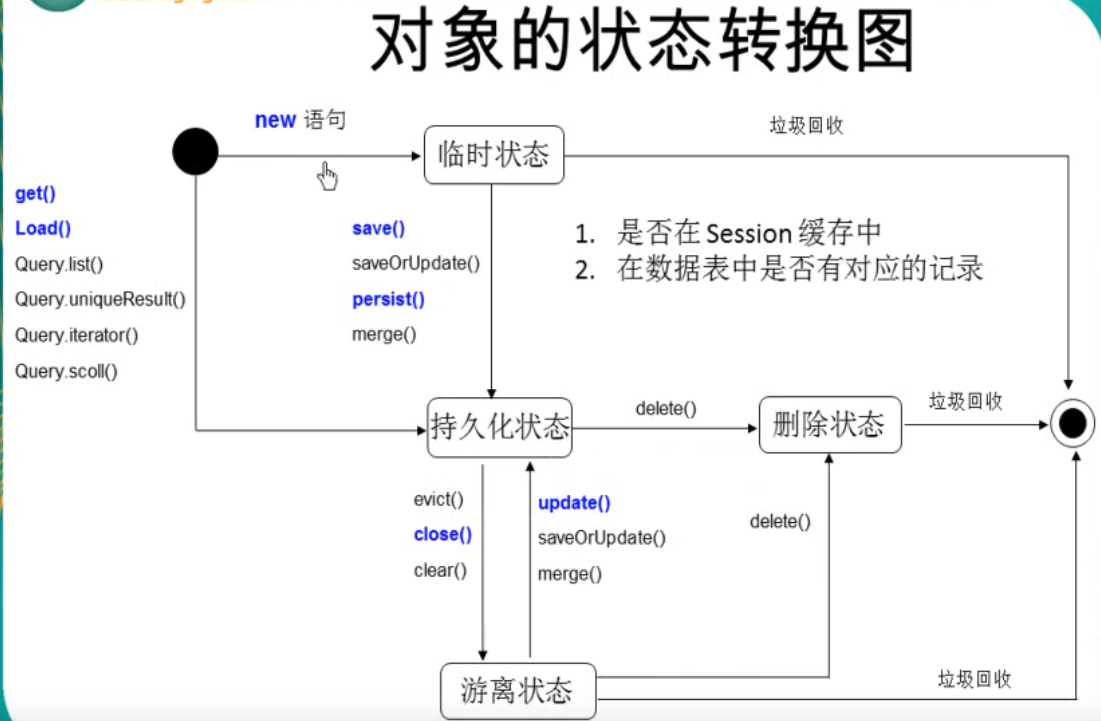 对象的状态转换图
new 语句
临时状态
垃圾回收
get()
Load()
Query.list()
Query.uniqueResult()
Query.iterator()
Query.scoll()
save()
saveOrUpdate()
persist()
merge()
1. 是否在 Session 缓存中
2. 在数据表中是否有对应的记录
持久化状态
delete()
删除状态
垃圾回收
evict()
close()
clear()
update()
saveOrUpdate()
merge()
delete()
游离状态
垃圾回收